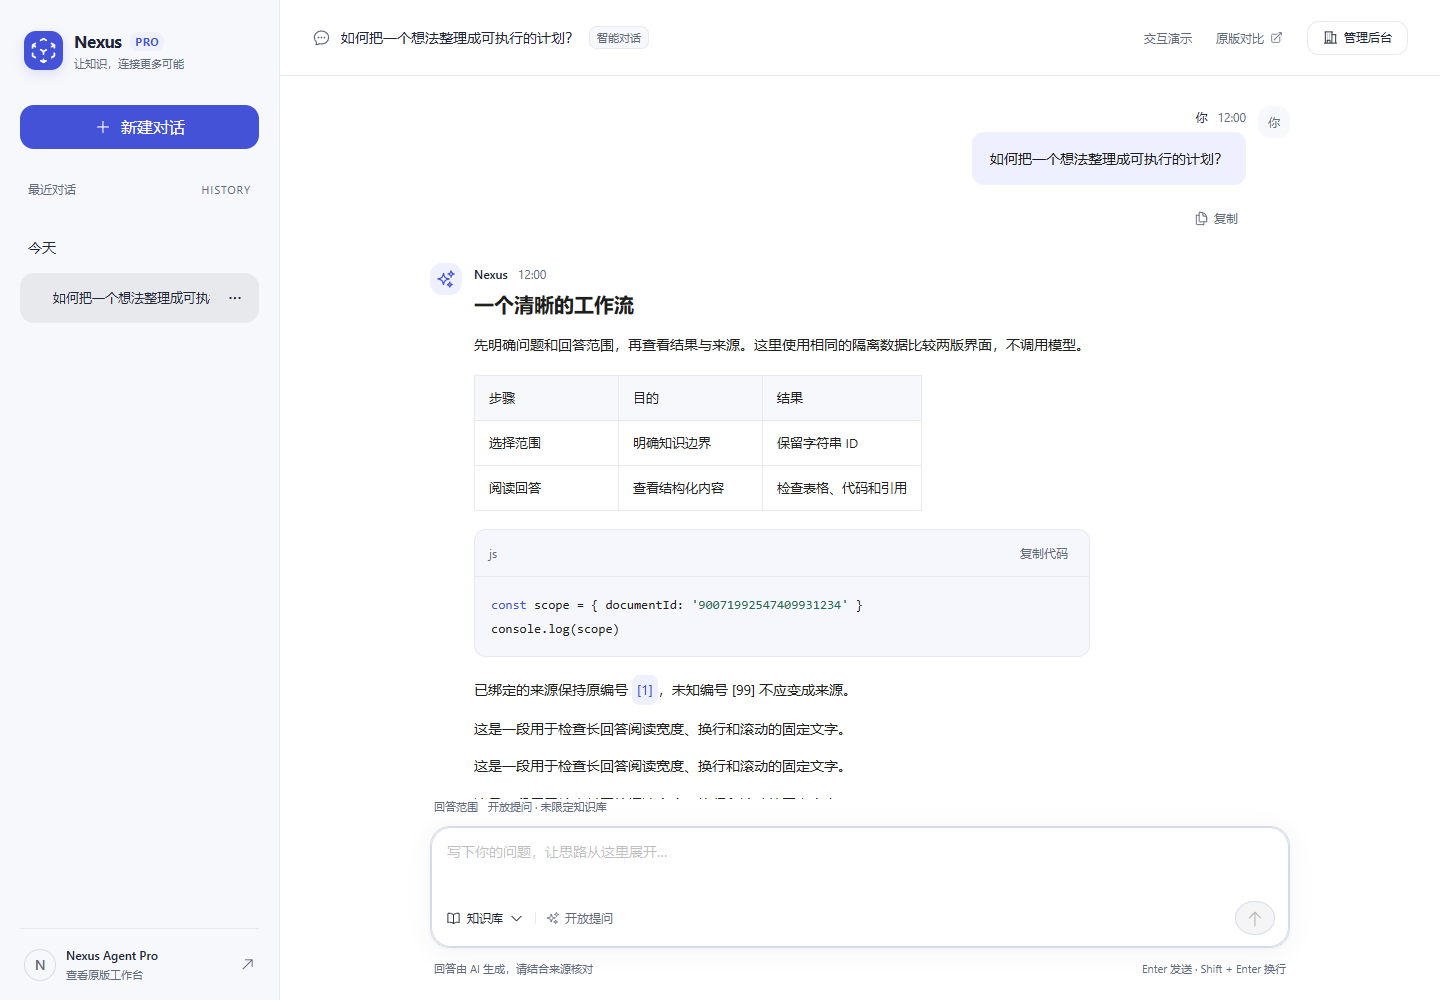 Nexus PRO
让知识，连接更多可能
新建对话
最近对话 HISTORY
今天
如何把一个想法整理成可执
Nexus Agent Pro
查看原版工作台
N
如何把一个想法整理成可执行的计划？ 智能对话
交互演示 原版对比 管理后台
你 12:00 你
如何把一个想法整理成可执行的计划？
复制
Nexus 12:00
一个清晰的工作流
先明确问题和回答范围，再查看结果与来源。这里使用相同的隔离数据比较两版界面，不调用模型。
步骤 目的 结果
选择范围 明确知识边界 保留字符串 ID
阅读回答 查看结构化内容 检查表格、代码和引用
js 复制代码
const scope = { documentId: '90071992547409931234' }
console.log(scope)
已绑定的来源保持原编号 [1] ，未知编号 [99] 不应变成来源。
这是一段用于检查长回答阅读宽度、换行和滚动的固定文字。
这是一段用于检查长回答阅读宽度、换行和滚动的固定文字。
回答范围 开放提问 · 未限定知识库
写下你的问题，让思路从这里展开...
知识库 开放提问
回答由 AI 生成，请结合来源核对
Enter 发送 · Shift + Enter 换行